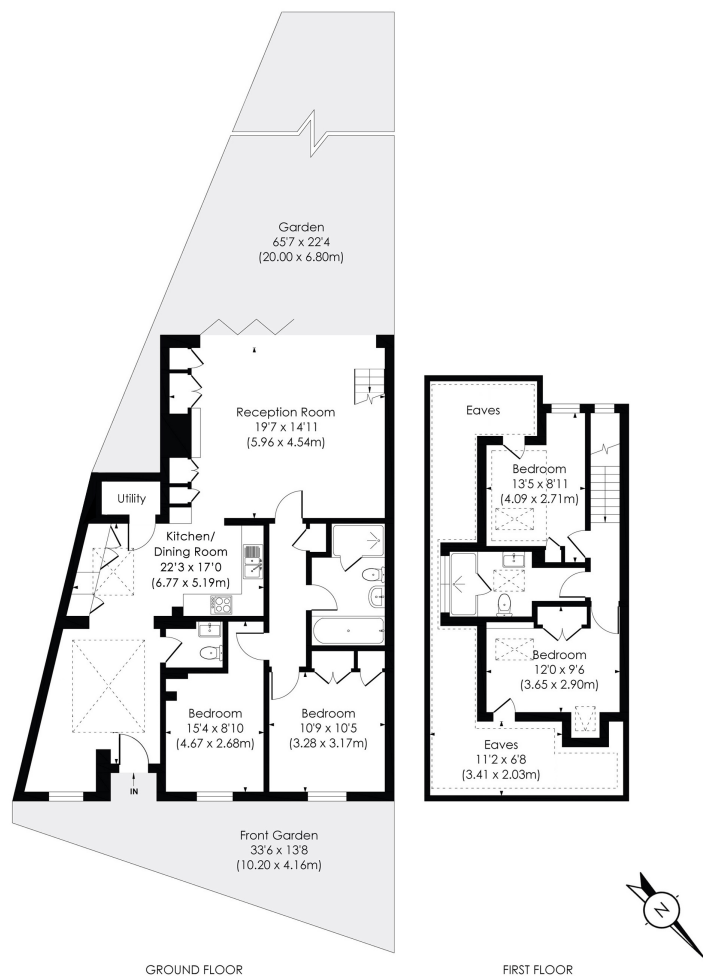 Garden
65'7 x 22'4
(20.00 x 6.80m)
Reception Room
19'7 x 14'11
(5.96 x 4.54m)
Utility
Kitchen/
Dining Room
22'3 x 17'0
(6.77 x 5.19m)
Bedroom
15'4 x 8'10
(4.67 x 2.68m)
Bedroom
10'9 x 10'5
(3.28 x 3.17m)
IN
Front Garden
33'6 x 13'8
(10.20 x 4.16m)
GROUND FLOOR
Eaves
Bedroom
13'5 x 8'11
(4.09 x 2.71m)
Bedroom
12'0 x 9'6
(3.65 x 2.90m)
Eaves
11'2 x 6'8
(3.41 x 2.03m)
N
FIRST FLOOR